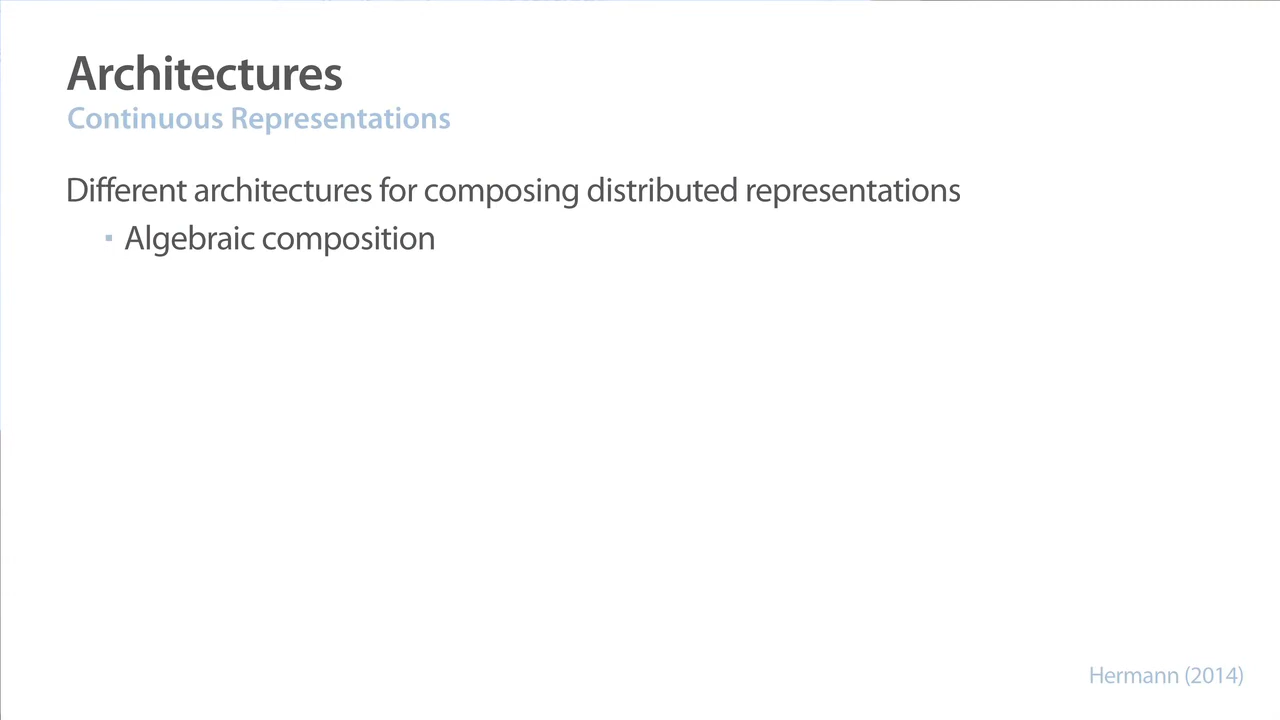 Architectures
Continuous Representations
Different architectures for composing distributed representations
▪ Algebraic composition
Hermann (2014)